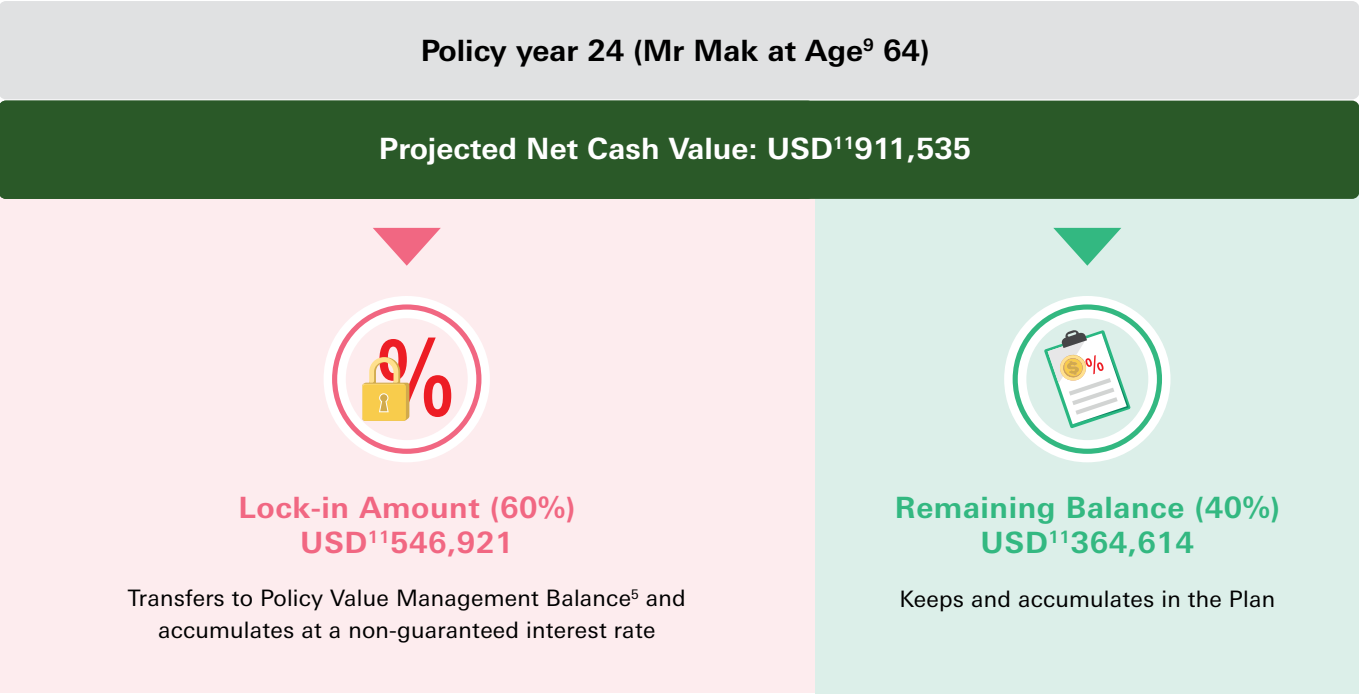 Policy year 24 (Mr Mak at Age⁹ 64)
Projected Net Cash Value: USD¹¹911,535
%
Lock-in Amount (60%)
USD¹¹546,921
Transfers to Policy Value Management Balance⁵ and
accumulates at a non-guaranteed interest rate
$ %
Remaining Balance (40%)
USD¹¹364,614
Keeps and accumulates in the Plan